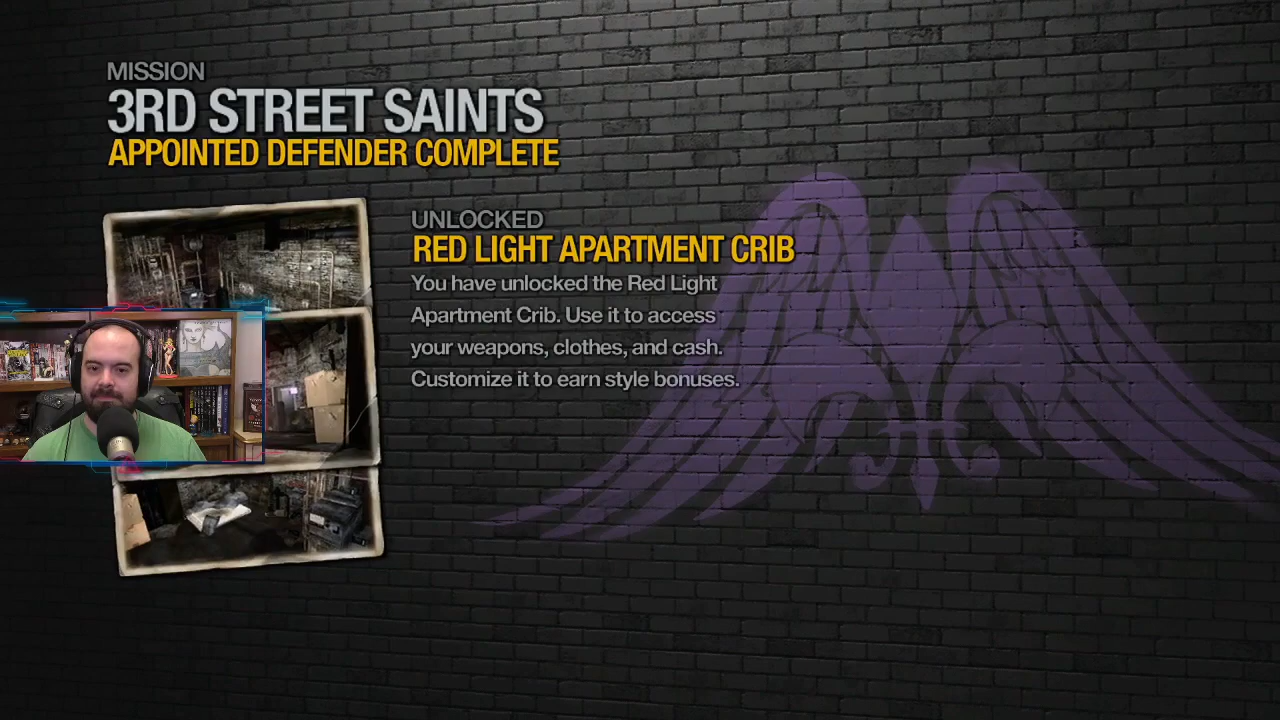 MISSION
3RD STREET SAINTS
APPOINTED DEFENDER COMPLETE
UNLOCKED
RED LIGHT APARTMENT CRIB
You have unlocked the Red Light
Apartment Crib. Use it to access
your weapons, clothes, and cash.
Customize it to earn style bonuses.